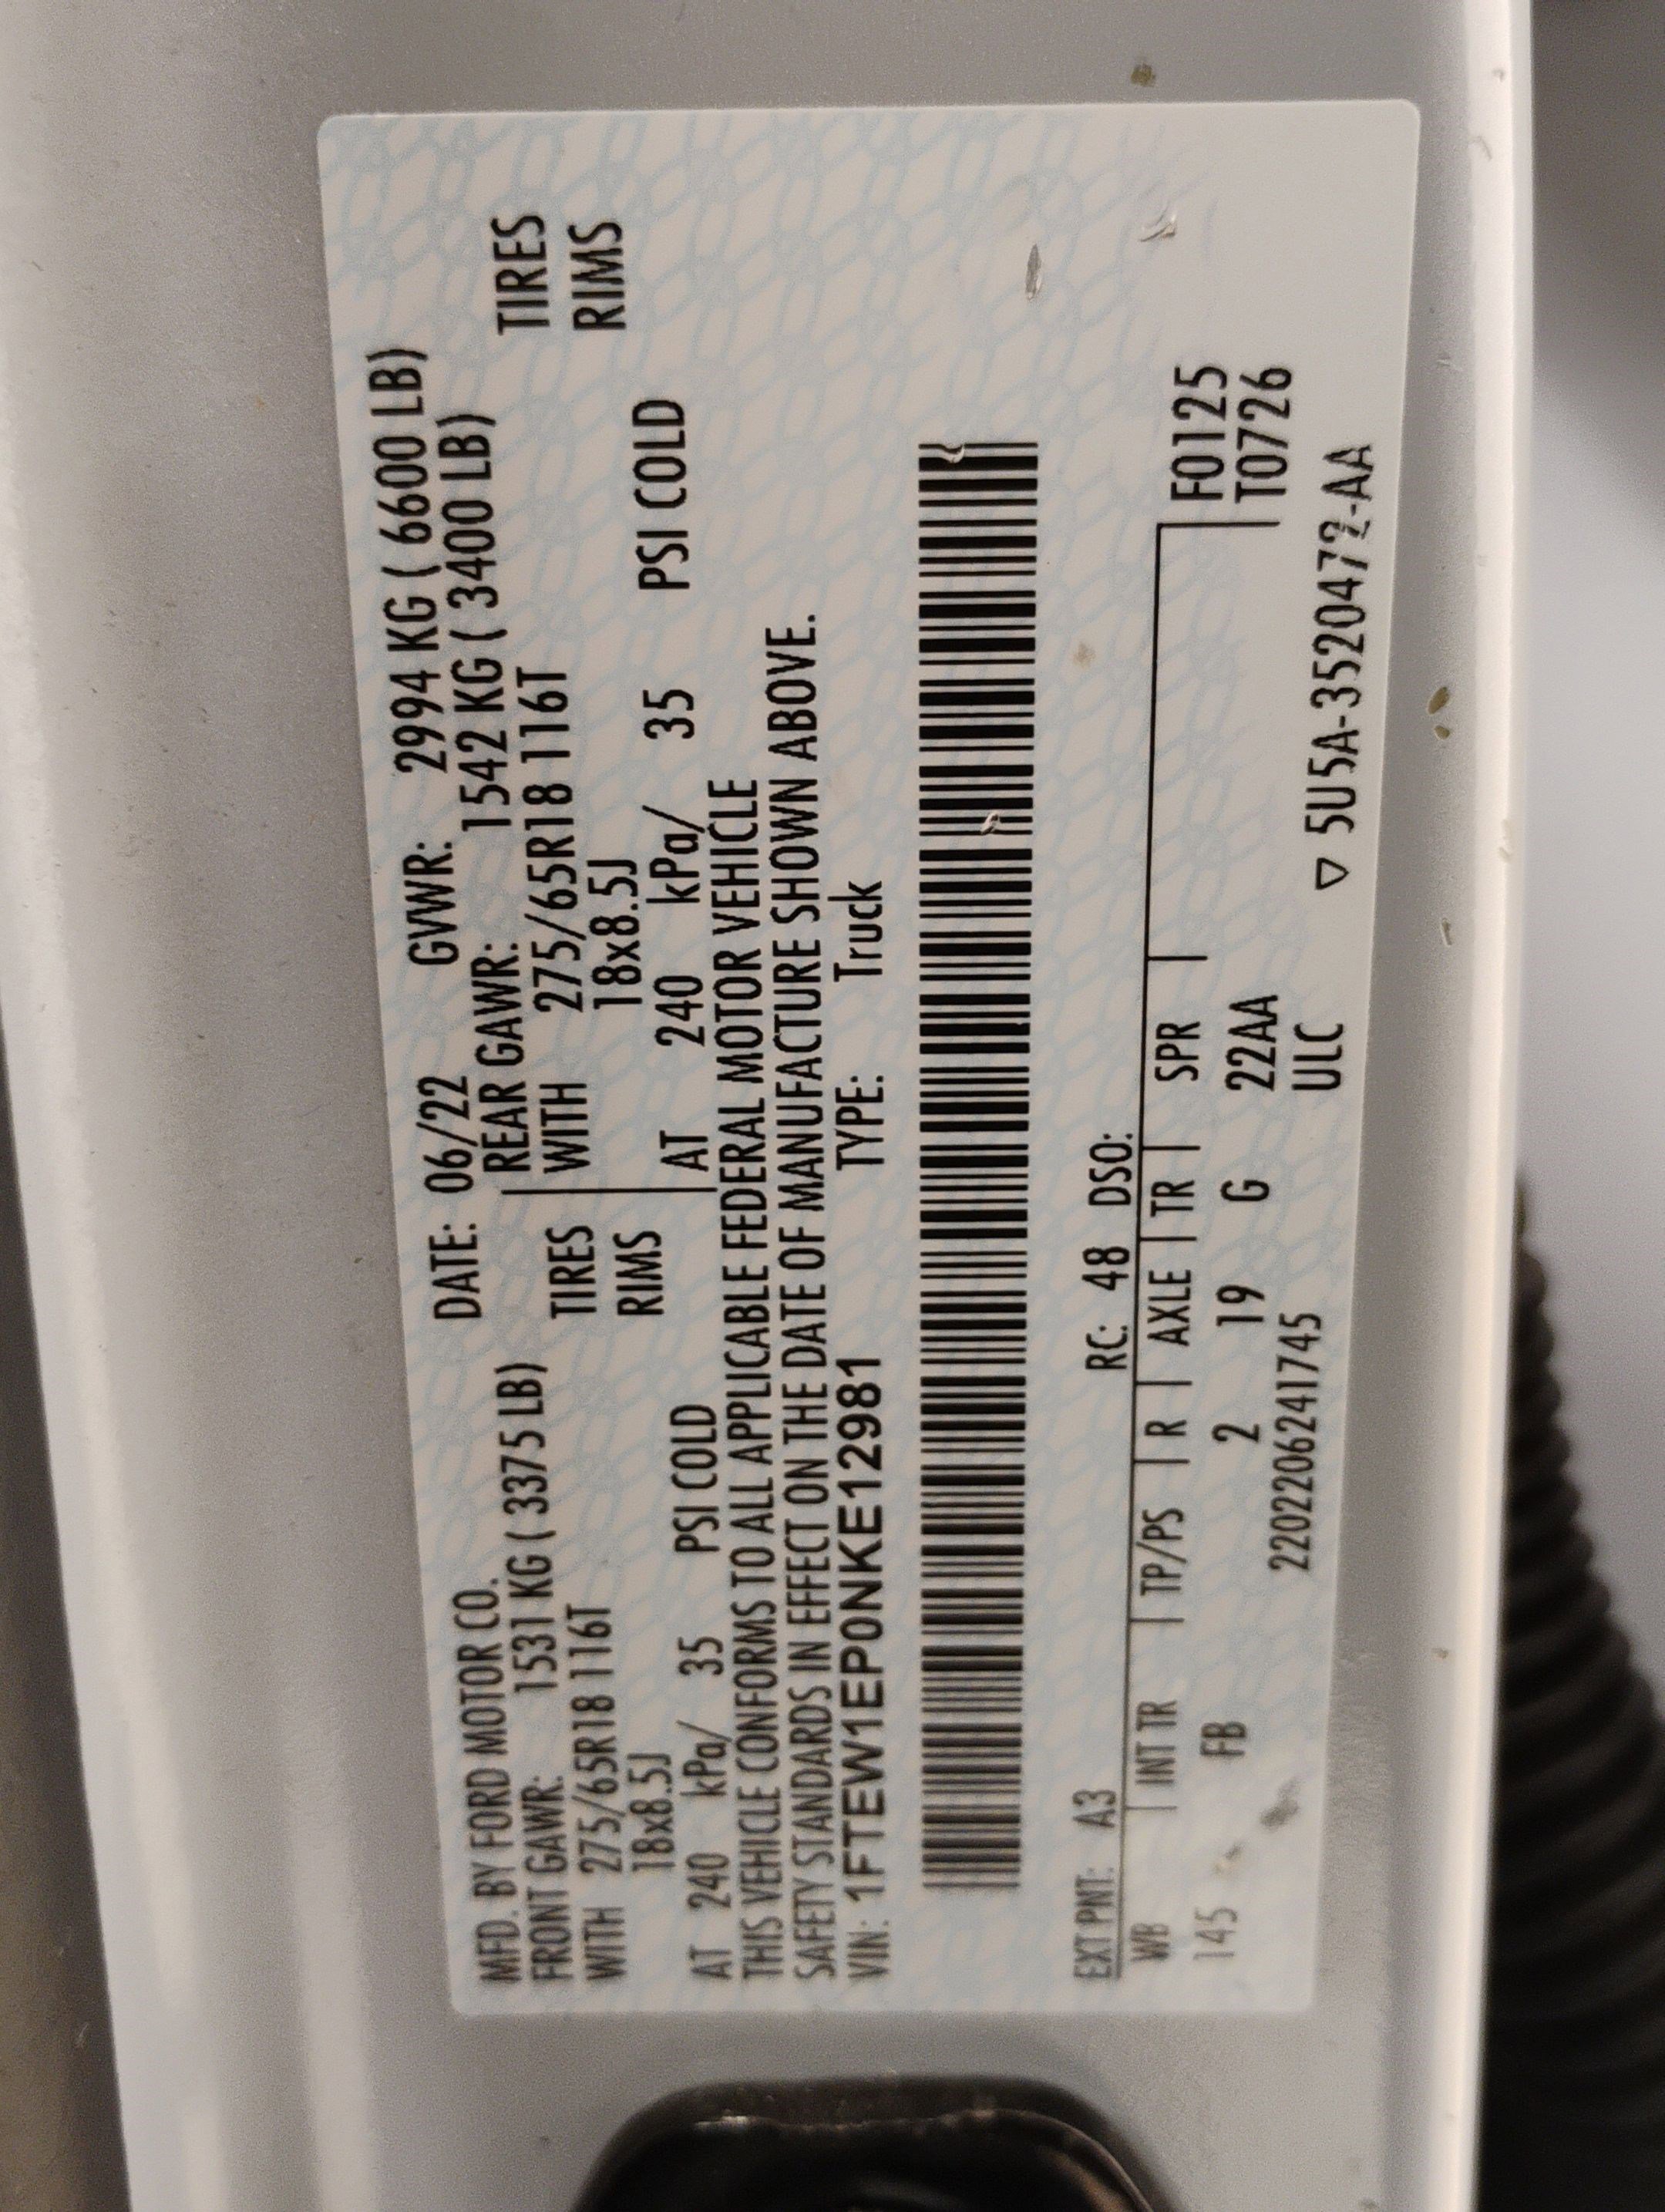 MFD. BY FORD MOTOR CO. DATE: 06/22 GVWR: 2994 KG ( 6600 LB)
FRONT GAWR: 1531 KG ( 3375 LB) REAR GAWR: 1542 KG ( 3400 LB)
WITH 275/65R18 116T TIRES WITH 275/65R18 116T TIRES
18x8.5J RIMS 18x8.5J RIMS
AT 240 kPa/ 35 PSI COLD AT 240 kPa/ 35 PSI COLD
THIS VEHICLE CONFORMS TO ALL APPLICABLE FEDERAL MOTOR VEHICLE
SAFETY STANDARDS IN EFFECT ON THE DATE OF MANUFACTURE SHOWN ABOVE.
VIN: 1FTEW1EP0NKE12981 TYPE: Truck
EXT PNT: A3 RC: 48 DSO:
WB INT TR TP/PS R AXLE TR SPR F0125
145 FB 2 19 G 22AA T0726
20220624174​5 ULC
5U5A-3520472-AA